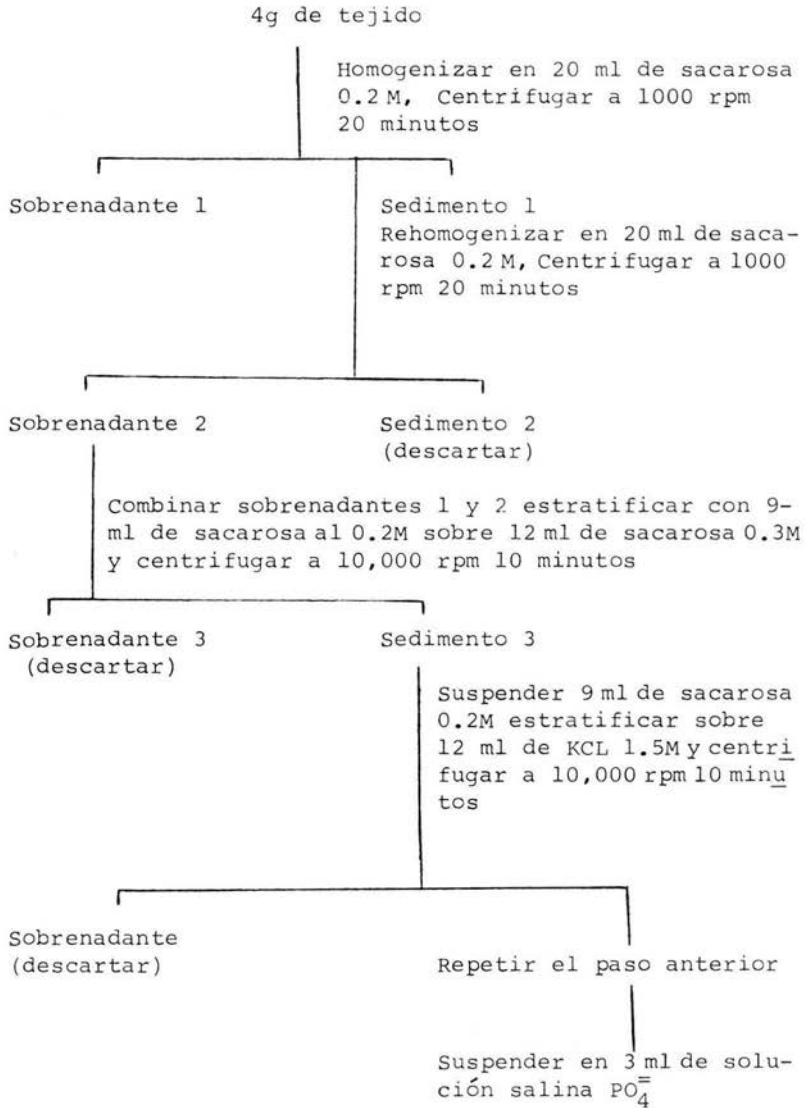 4g de tejido
Homogenizar en 20 ml de sacarosa
0.2 M, Centrifugar a 1000 rpm
20 minutos
Sobrenadante 1
Sedimento 1
Rehomogenizar en 20 ml de saca-
rosa 0.2 M, Centrifugar a 1000
rpm 20 minutos
Sobrenadante 2
Sedimento 2
(descartar)
Combinar sobrenadantes 1 y 2 estratificar con 9-
ml de sacarosa al 0.2M sobre 12 ml de sacarosa 0.3M
y centrifugar a 10,000 rpm 10 minutos
Sobrenadante 3
(descartar)
Sedimento 3
Suspender 9 ml de sacarosa
0.2M estratificar sobre
12 ml de KCL 1.5M y centri
fugar a 10,000 rpm 10 minu
tos
Sobrenadante
(descartar)
Repetir el paso anterior
Suspender en 3 ml de solu-
ción salina PO₄⁼